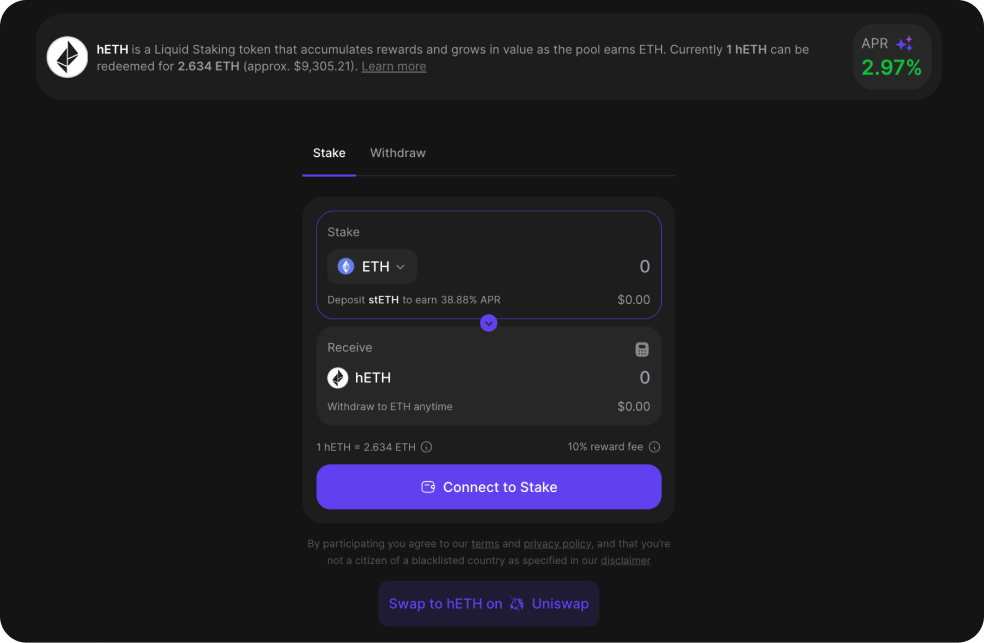 hETH is a Liquid Staking token that accumulates rewards and grows in value as the pool earns ETH. Currently 1 hETH can be
redeemed for 2.634 ETH (approx. $9,305.21). Learn more
APR
2.97%
Stake Withdraw
Stake
ETH 0
Deposit stETH to earn 38.88% APR $0.00
Receive
hETH 0
Withdraw to ETH anytime $0.00
1 hETH = 2.634 ETH 10% reward fee
Connect to Stake
By participating you agree to our terms and privacy policy, and that you're
not a citizen of a blacklisted country as specified in our disclaimer
Swap to hETH on Uniswap